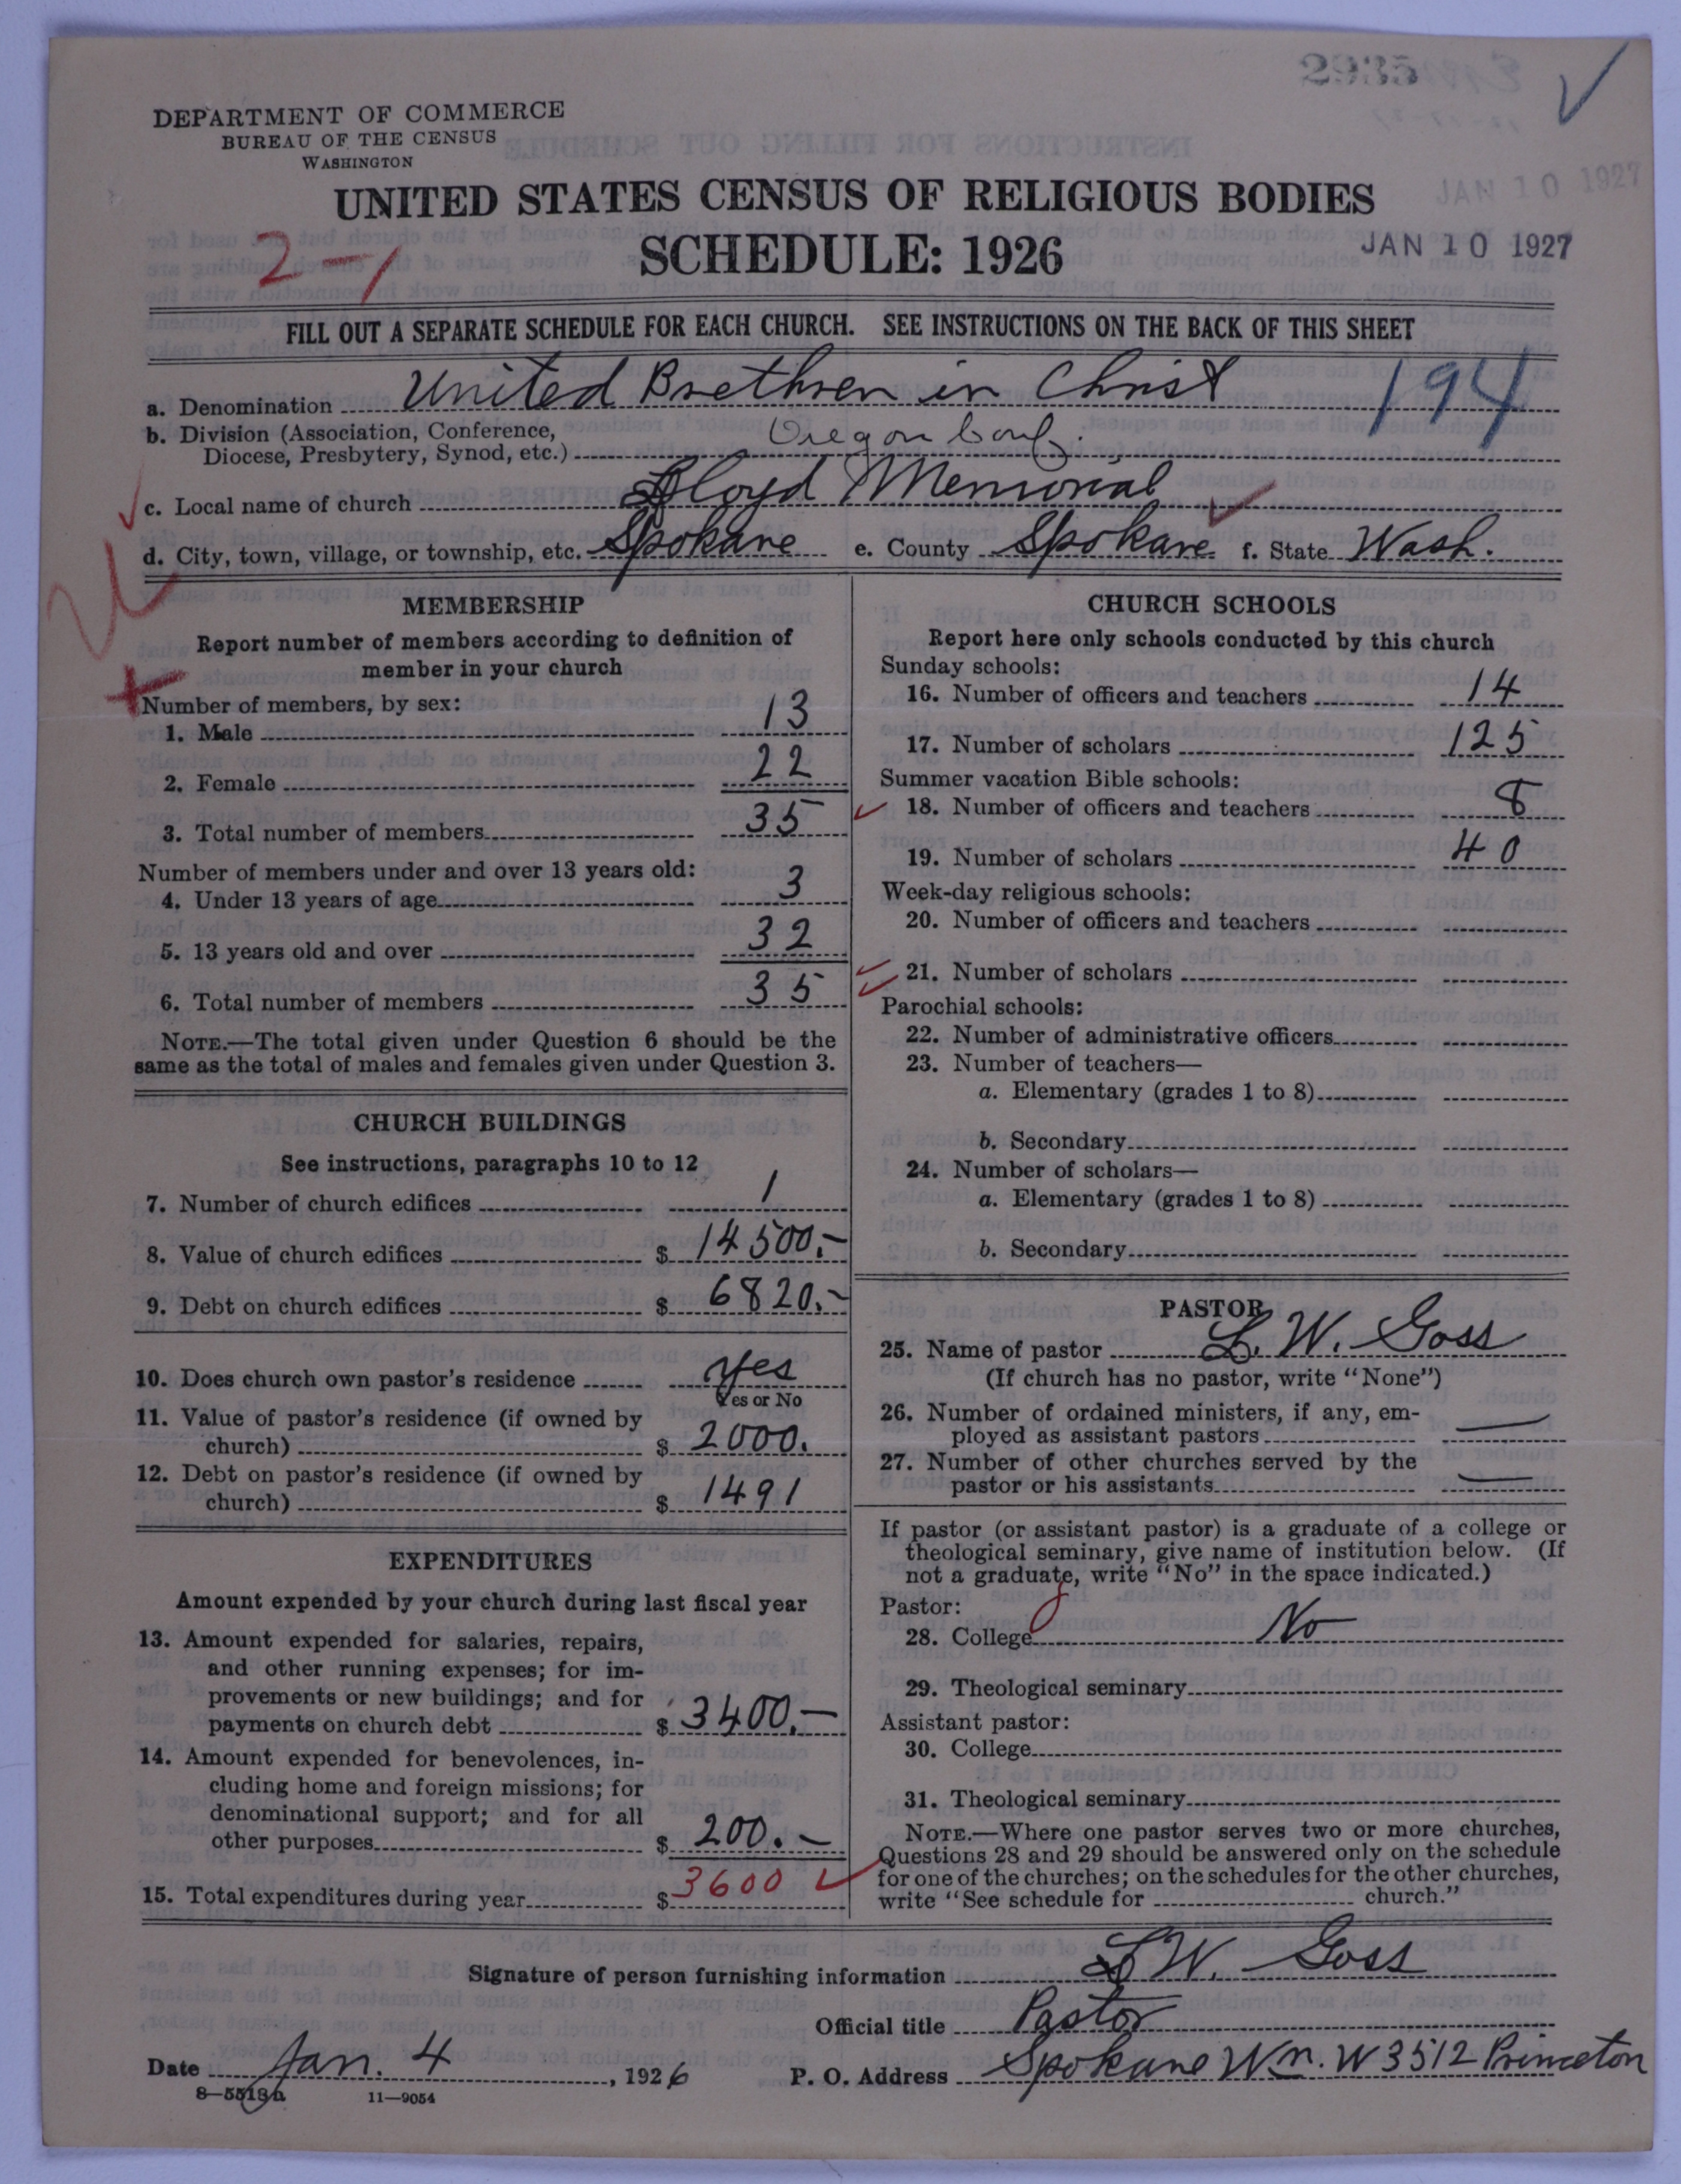 2935
DEPARTMENT OF COMMERCE
BUREAU OF THE CENSUS
WASHINGTON
UNITED STATES CENSUS OF RELIGIOUS BODIES
JAN 10 1927
2-1
SCHEDULE: 1926
JAN 10 1927
FILL OUT A SEPARATE SCHEDULE FOR EACH CHURCH. SEE INSTRUCTIONS ON THE BACK OF THIS SHEET
a. Denomination United Brethren in Christ 194
b. Division (Association, Conference,
Diocese, Presbytery, Synod, etc.) Oregon Conf.
c. Local name of church Lloyd Memorial
d. City, town, village, or township, etc. Spokane e. County Spokane f. State Wash.
MEMBERSHIP
Report number of members according to definition of
member in your church
Number of members, by sex:
1. Male 13
2. Female 22
3. Total number of members 35
Number of members under and over 13 years old:
4. Under 13 years of age 3
5. 13 years old and over 32
6. Total number of members 35
NOTE.—The total given under Question 6 should be the
same as the total of males and females given under Question 3.
CHURCH BUILDINGS
See instructions, paragraphs 10 to 12
7. Number of church edifices 1
8. Value of church edifices $ 14500.-
9. Debt on church edifices $ 6820.-
10. Does church own pastor's residence yes
Yes or No
11. Value of pastor's residence (if owned by
church) $ 2000.
12. Debt on pastor's residence (if owned by
church) $ 1491
EXPENDITURES
Amount expended by your church during last fiscal year
13. Amount expended for salaries, repairs,
and other running expenses; for im-
provements or new buildings; and for
payments on church debt $ 3400.-
14. Amount expended for benevolences, in-
cluding home and foreign missions; for
denominational support; and for all
other purposes $ 200.-
15. Total expenditures during year $ 3600
CHURCH SCHOOLS
Report here only schools conducted by this church
Sunday schools:
16. Number of officers and teachers 14
17. Number of scholars 125
Summer vacation Bible schools:
18. Number of officers and teachers 8
19. Number of scholars 40
Week-day religious schools:
20. Number of officers and teachers
21. Number of scholars
Parochial schools:
22. Number of administrative officers
23. Number of teachers—
a. Elementary (grades 1 to 8)
b. Secondary
24. Number of scholars—
a. Elementary (grades 1 to 8)
b. Secondary
PASTOR
25. Name of pastor L. W. Goss
(If church has no pastor, write "None")
26. Number of ordained ministers, if any, em-
ployed as assistant pastors —
27. Number of other churches served by the
pastor or his assistants —
If pastor (or assistant pastor) is a graduate of a college or
theological seminary, give name of institution below. (If
not a graduate, write "No" in the space indicated.)
Pastor:
28. College No
29. Theological seminary
Assistant pastor:
30. College
31. Theological seminary
NOTE.—Where one pastor serves two or more churches,
Questions 28 and 29 should be answered only on the schedule
for one of the churches; on the schedules for the other churches,
write "See schedule for church."
Signature of person furnishing information L W. Goss
Official title Pastor
Date Jan. 4, 1926 P. O. Address Spokane Wn. W 3512 Princeton
8-5513a 11-9054